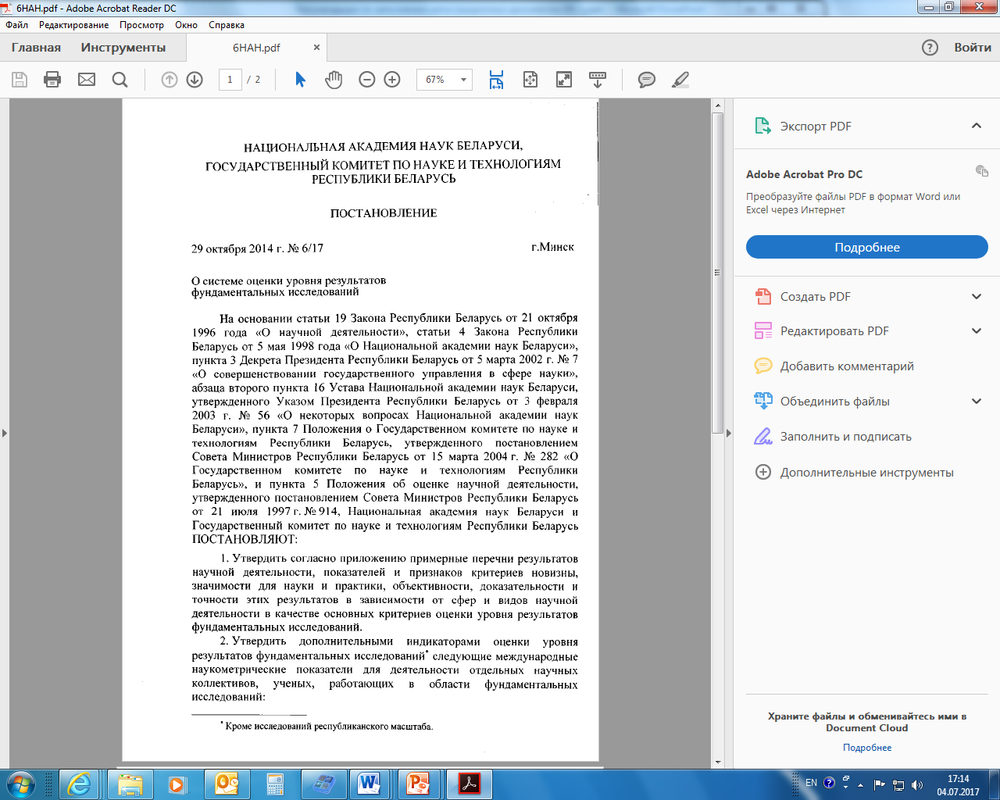 6НАН.pdf - Adobe Acrobat Reader DC
Файл Редактирование Просмотр Окно Справка
Главная Инструменты 6НАН.pdf × ? Войти
1 / 2 67%
НАЦИОНАЛЬНАЯ АКАДЕМИЯ НАУК БЕЛАРУСИ,
ГОСУДАРСТВЕННЫЙ КОМИТЕТ ПО НАУКЕ И ТЕХНОЛОГИЯМ
РЕСПУБЛИКИ БЕЛАРУСЬ
ПОСТАНОВЛЕНИЕ
29 октября 2014 г. № 6/17 г.Минск
О системе оценки уровня результатов
фундаментальных исследований
На основании статьи 19 Закона Республики Беларусь от 21 октября
1996 года «О научной деятельности», статьи 4 Закона Республики
Беларусь от 5 мая 1998 года «О Национальной академии наук Беларуси»,
пункта 3 Декрета Президента Республики Беларусь от 5 марта 2002 г. № 7
«О совершенствовании государственного управления в сфере науки»,
абзаца второго пункта 16 Устава Национальной академии наук Беларуси,
утвержденного Указом Президента Республики Беларусь от 3 февраля
2003 г. № 56 «О некоторых вопросах Национальной академии наук
Беларуси», пункта 7 Положения о Государственном комитете по науке и
технологиям Республики Беларусь, утвержденного постановлением
Совета Министров Республики Беларусь от 15 марта 2004 г. № 282 «О
Государственном комитете по науке и технологиям Республики
Беларусь», и пункта 5 Положения об оценке научной деятельности,
утвержденного постановлением Совета Министров Республики Беларусь
от 21 июля 1997 г. № 914, Национальная академия наук Беларуси и
Государственный комитет по науке и технологиям Республики Беларусь
ПОСТАНОВЛЯЮТ:
1. Утвердить согласно приложению примерные перечни результатов
научной деятельности, показателей и признаков критериев новизны,
значимости для науки и практики, объективности, доказательности и
точности этих результатов в зависимости от сфер и видов научной
деятельности в качестве основных критериев оценки уровня результатов
фундаментальных исследований.
2. Утвердить дополнительными индикаторами оценки уровня
результатов фундаментальных исследований* следующие международные
наукометрические показатели для деятельности отдельных научных
коллективов, ученых, работающих в области фундаментальных
исследований:
* Кроме исследований республиканского масштаба.
Экспорт PDF
Adobe Acrobat Pro DC
Преобразуйте файлы PDF в формат Word или
Excel через Интернет
Подробнее
Создать PDF
Редактировать PDF
Добавить комментарий
Объединить файлы
Заполнить и подписать
Дополнительные инструменты
Храните файлы и обменивайтесь ими в
Document Cloud
Подробнее
EN 17:14
04.07.2017